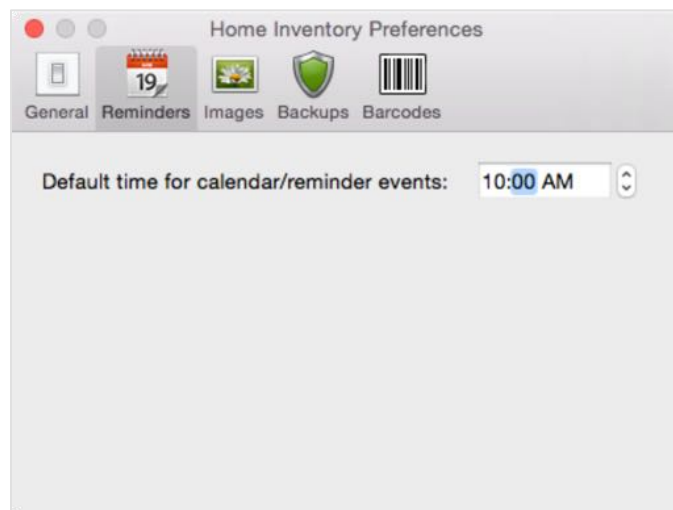 Home Inventory Preferences
19
General Reminders Images Backups Barcodes
Default time for calendar/reminder events: 10:00 AM